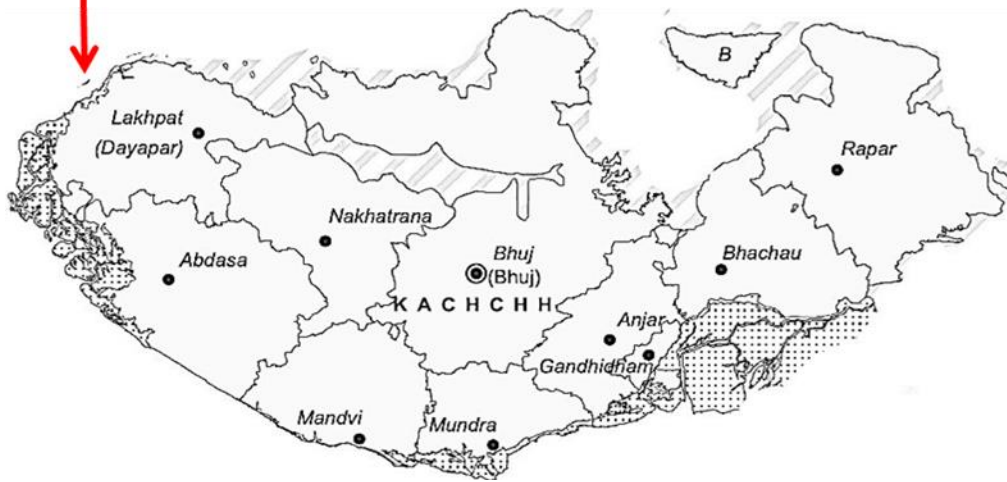 B
Lakhpat
(Dayapar)
Rapar
Nakhatrana
Bhuj
(Bhuj)
Abdasa
Bhachau
KACHCHH
Anjar
Gandhidham
Mandvi
Mundra